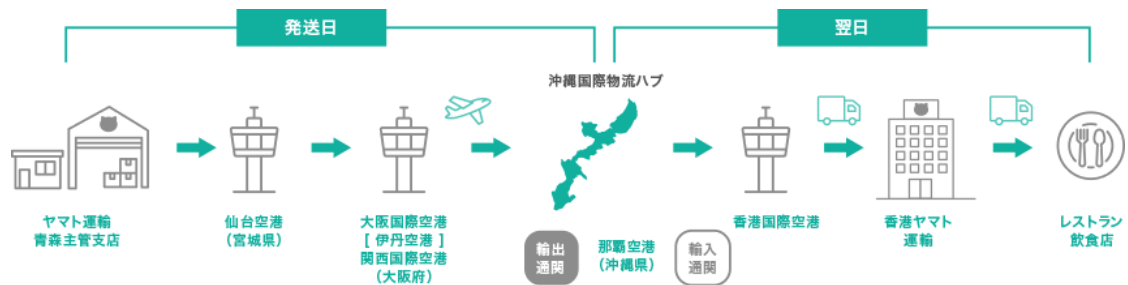 発送日
翌日
沖縄国際物流ハブ
ヤマト運輸
青森主管支店
仙台空港
（宮城県）
大阪国際空港
［ 伊丹空港 ］
関西国際空港
（大阪府）
輸出
通関
那覇空港
（沖縄県）
輸入
通関
香港国際空港
香港ヤマト
運輸
レストラン
飲食店